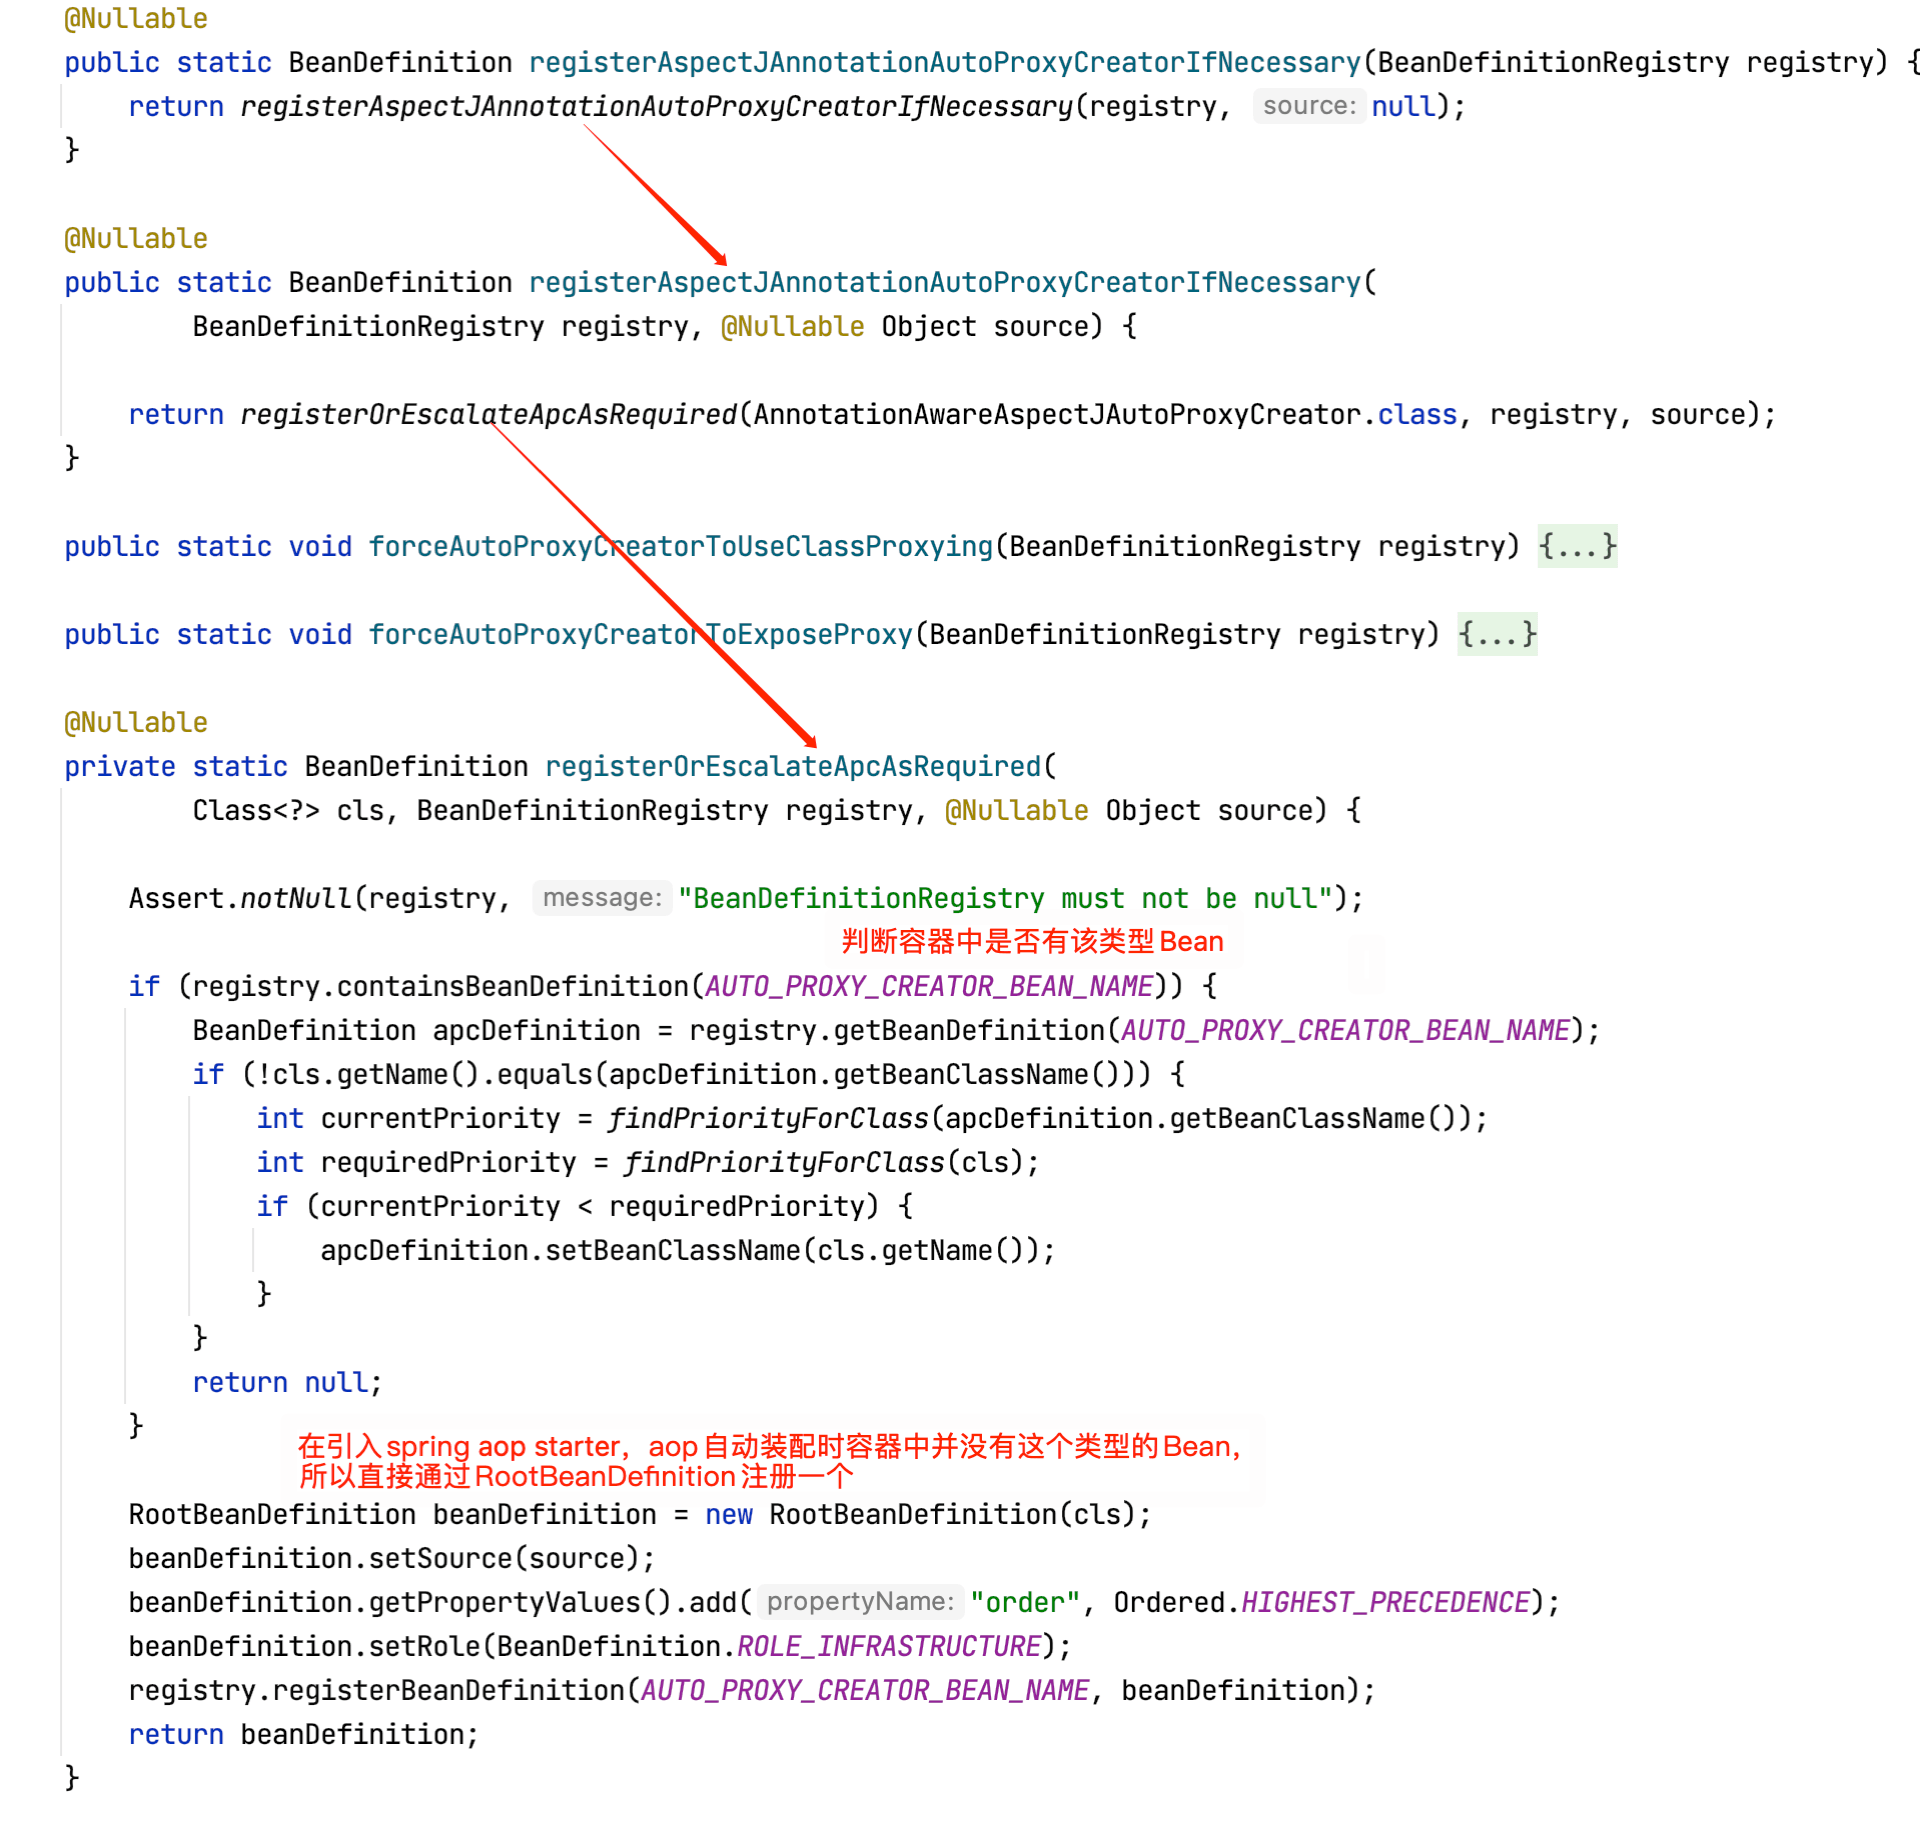 @Nullable
public static BeanDefinition registerAspectJAnnotationAutoProxyCreatorIfNecessary(BeanDefinitionRegistry registry) {
return registerAspectJAnnotationAutoProxyCreatorIfNecessary(registry, source: null);
}
@Nullable
public static BeanDefinition registerAspectJAnnotationAutoProxyCreatorIfNecessary(
BeanDefinitionRegistry registry, @Nullable Object source) {
return registerOrEscalateApcAsRequired(AnnotationAwareAspectJAutoProxyCreator.class, registry, source);
}
public static void forceAutoProxyCreatorToUseClassProxying(BeanDefinitionRegistry registry) {...}
public static void forceAutoProxyCreatorToExposeProxy(BeanDefinitionRegistry registry) {...}
@Nullable
private static BeanDefinition registerOrEscalateApcAsRequired(
Class<?> cls, BeanDefinitionRegistry registry, @Nullable Object source) {
Assert.notNull(registry, message: "BeanDefinitionRegistry must not be null");
判断容器中是否有该类型Bean
if (registry.containsBeanDefinition(AUTO_PROXY_CREATOR_BEAN_NAME)) {
BeanDefinition apcDefinition = registry.getBeanDefinition(AUTO_PROXY_CREATOR_BEAN_NAME);
if (!cls.getName().equals(apcDefinition.getBeanClassName())) {
int currentPriority = findPriorityForClass(apcDefinition.getBeanClassName());
int requiredPriority = findPriorityForClass(cls);
if (currentPriority < requiredPriority) {
apcDefinition.setBeanClassName(cls.getName());
}
}
return null;
}
在引入spring aop starter，aop自动装配时容器中并没有这个类型的Bean，
所以直接通过RootBeanDefinition注册一个
RootBeanDefinition beanDefinition = new RootBeanDefinition(cls);
beanDefinition.setSource(source);
beanDefinition.getPropertyValues().add( propertyName: "order", Ordered.HIGHEST_PRECEDENCE);
beanDefinition.setRole(BeanDefinition.ROLE_INFRASTRUCTURE);
registry.registerBeanDefinition(AUTO_PROXY_CREATOR_BEAN_NAME, beanDefinition);
return beanDefinition;
}